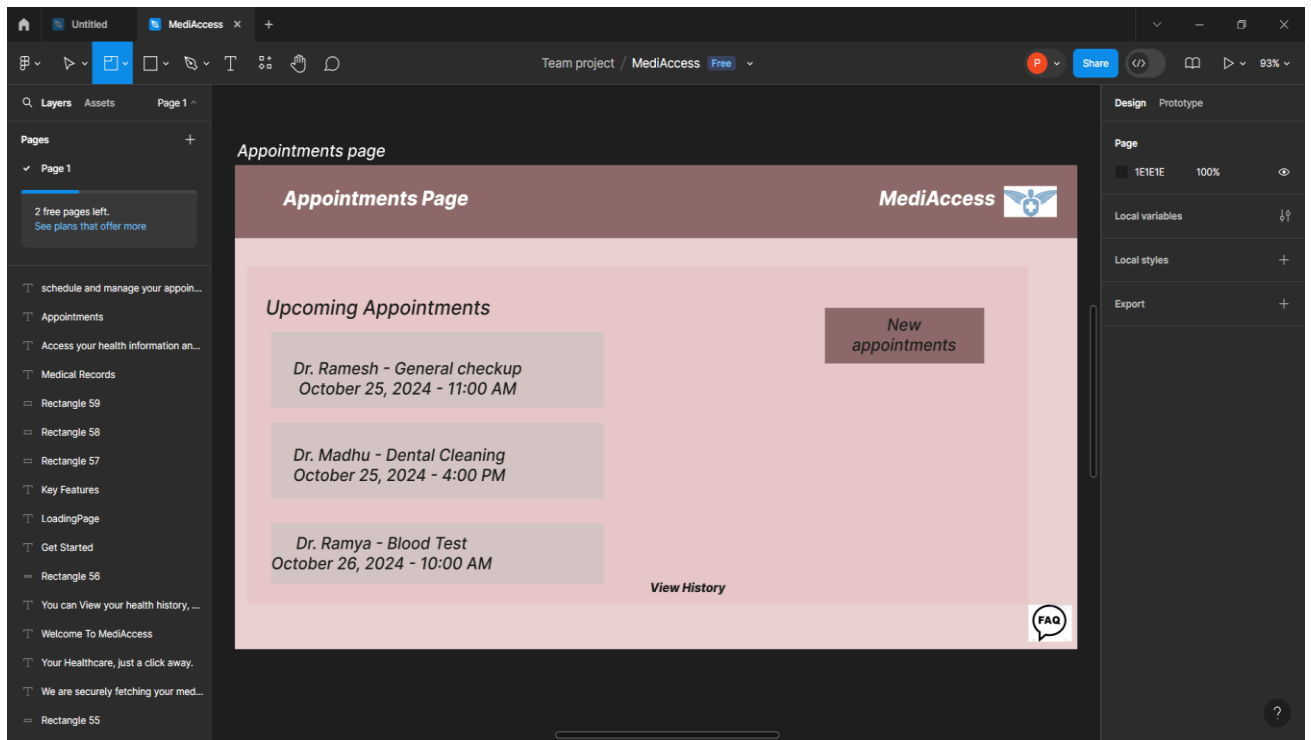 Untitled
MediAccess
Team project / MediAccess Free
P
Share
93%
Layers Assets Page 1
Pages
Page 1
2 free pages left.
See plans that offer more
schedule and manage your appoin...
Appointments
Access your health information an...
Medical Records
Rectangle 59
Rectangle 58
Rectangle 57
Key Features
LoadingPage
Get Started
Rectangle 56
You can View your health history, ...
Welcome To MediAccess
Your Healthcare, just a click away.
We are securely fetching your med...
Rectangle 55
Appointments page
Appointments Page
MediAccess
Upcoming Appointments
New
appointments
Dr. Ramesh - General checkup
October 25, 2024 - 11:00 AM
Dr. Madhu - Dental Cleaning
October 25, 2024 - 4:00 PM
Dr. Ramya - Blood Test
October 26, 2024 - 10:00 AM
View History
FAQ
Design Prototype
Page
1E1E1E 100%
Local variables
Local styles
Export
?